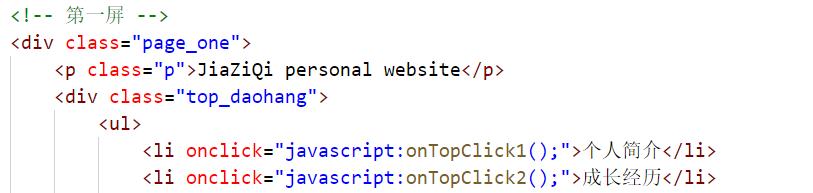 <!-- 第一屏 -->
<div class="page_one">
<p class="p">JiaZiQi personal website</p>
<div class="top_daohang">
<ul>
<li onclick="javascript:onTopClick1();">个人简介</li>
<li onclick="javascript:onTopClick2();">成长经历</li>